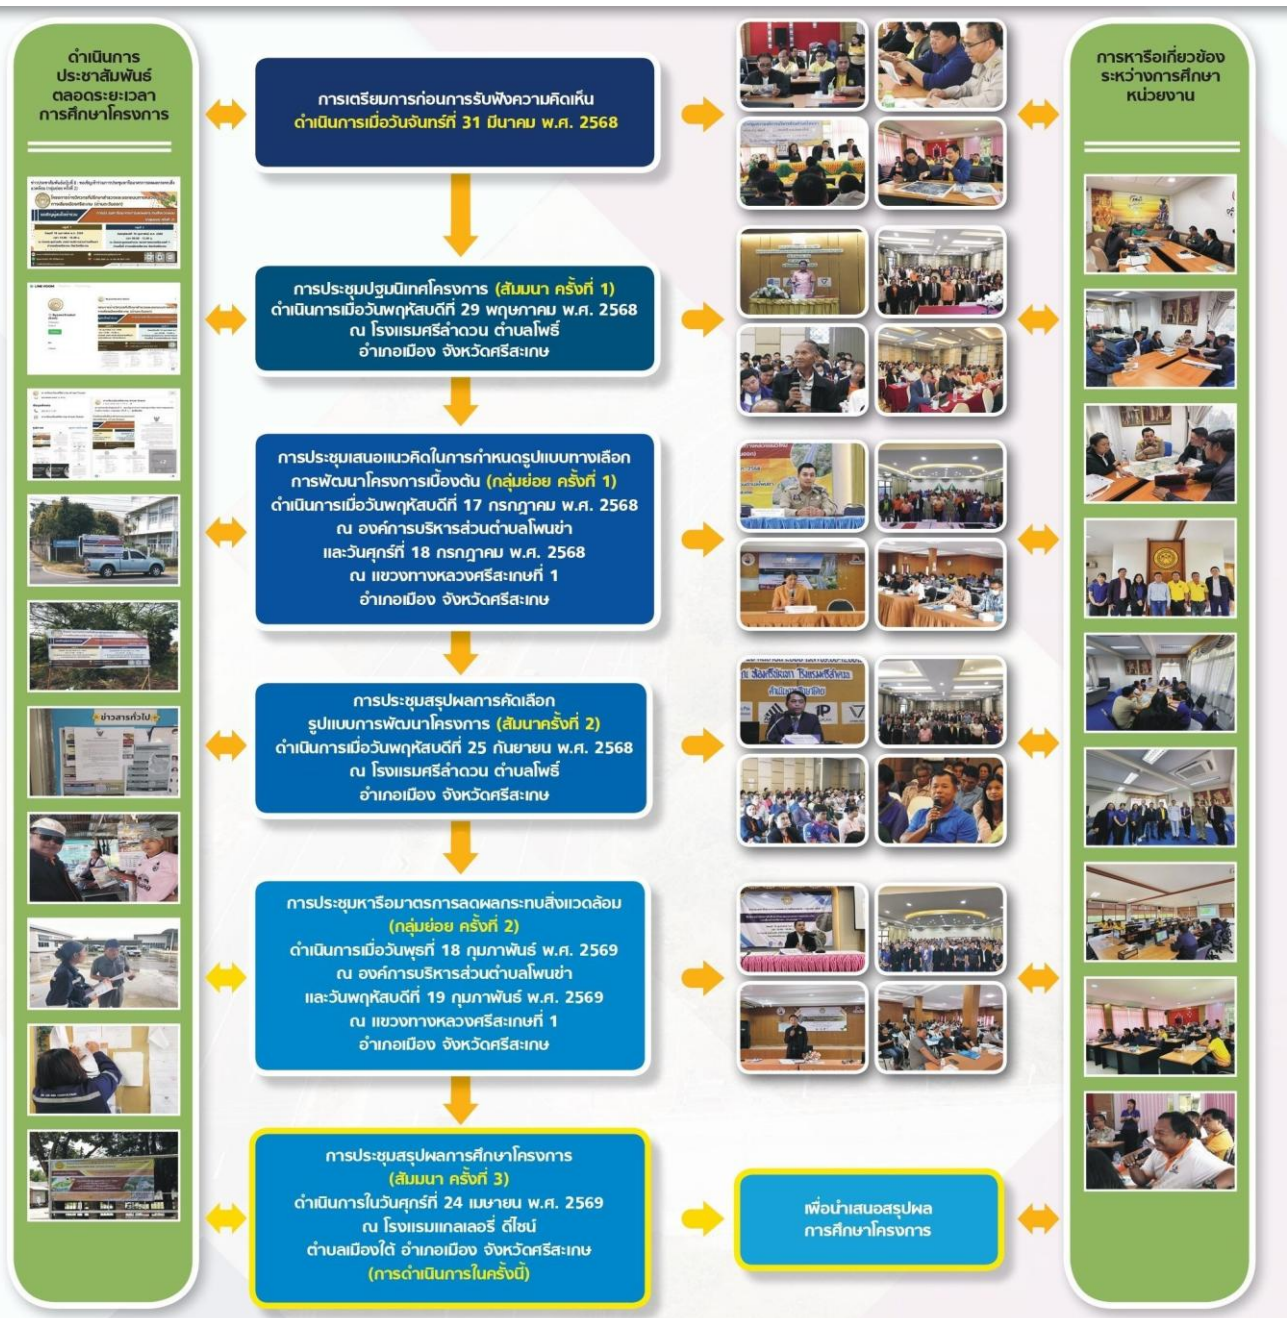 ดำเนินการ
ประชาสัมพันธ์
ตลอดระยะเวลา
การศึกษาโครงการ
การเตรียมการก่อนการรับฟังความคิดเห็น
ดำเนินการเมื่อวันจันทร์ที่ 31 มีนาคม พ.ศ. 2568
การประชุมปฐมนิเทศโครงการ (สัมมนา ครั้งที่ 1)
ดำเนินการเมื่อวันพฤหัสบดีที่ 29 พฤษภาคม พ.ศ. 2568
ณ โรงแรมศรีลำดวน ตำบลโพธิ์
อำเภอเมือง จังหวัดศรีสะเกษ
การประชุมเสนอแนวคิดในการกำหนดรูปแบบทางเลือก
การพัฒนาโครงการเบื้องต้น (กลุ่มย่อย ครั้งที่ 1)
ดำเนินการเมื่อวันพฤหัสบดีที่ 17 กรกฎาคม พ.ศ. 2568
ณ องค์การบริหารส่วนตำบลโพนข่า
และวันศุกร์ที่ 18 กรกฎาคม พ.ศ. 2568
ณ แขวงทางหลวงศรีสะเกษที่ 1
อำเภอเมือง จังหวัดศรีสะเกษ
การประชุมสรุปผลการคัดเลือก
รูปแบบการพัฒนาโครงการ (สัมนาครั้งที่ 2)
ดำเนินการเมื่อวันพฤหัสบดีที่ 25 กันยายน พ.ศ. 2568
ณ โรงแรมศรีลำดวน ตำบลโพธิ์
อำเภอเมือง จังหวัดศรีสะเกษ
การประชุมหารือมาตรการลดผลกระทบสิ่งแวดล้อม
(กลุ่มย่อย ครั้งที่ 2)
ดำเนินการเมื่อวันพุธที่ 18 กุมภาพันธ์ พ.ศ. 2569
ณ องค์การบริหารส่วนตำบลโพนข่า
และวันพฤหัสบดีที่ 19 กุมภาพันธ์ พ.ศ. 2569
ณ แขวงทางหลวงศรีสะเกษที่ 1
อำเภอเมือง จังหวัดศรีสะเกษ
การประชุมสรุปผลการศึกษาโครงการ
(สัมมนา ครั้งที่ 3)
ดำเนินการในวันศุกร์ที่ 24 เมษายน พ.ศ. 2569
ณ โรงแรมแกลเลอรี่ ดีไซน์
ตำบลเมืองใต้ อำเภอเมือง จังหวัดศรีสะเกษ
(การดำเนินการในครั้งนี้)
เพื่อนำเสนอสรุปผล
การศึกษาโครงการ
การหารือเกี่ยวข้อง
ระหว่างการศึกษา
หน่วยงาน
ข่าวสารทั่วไป